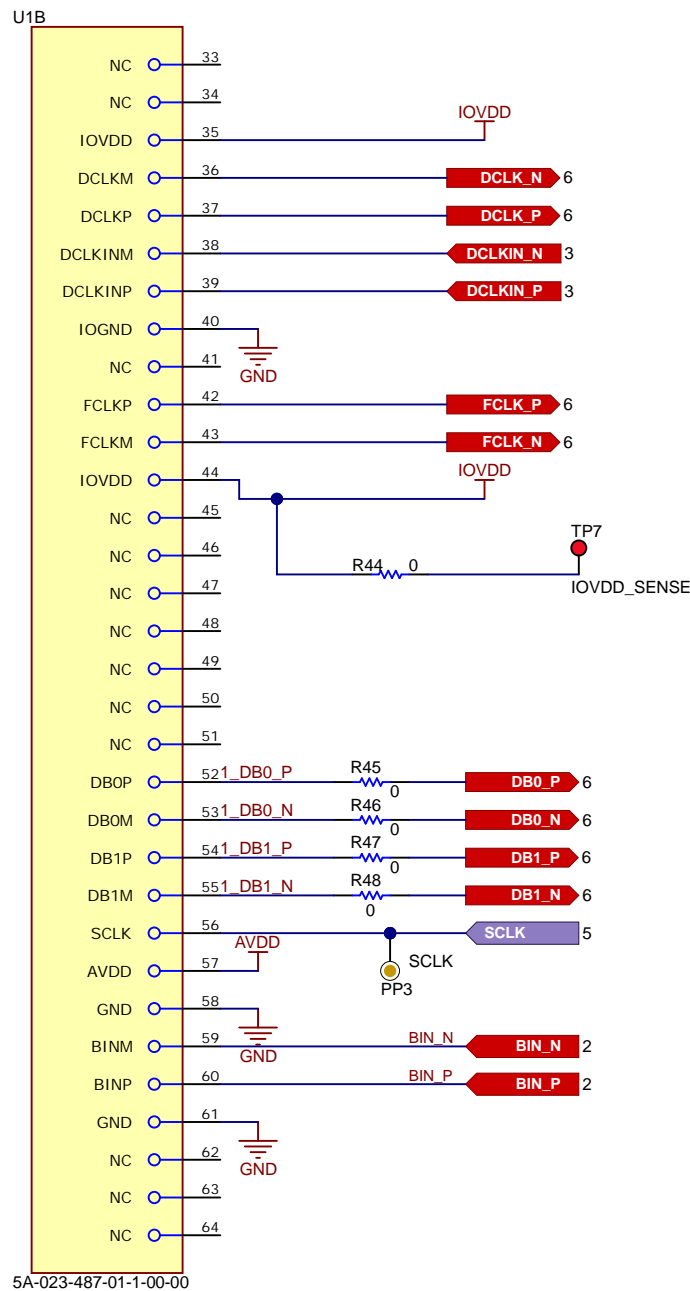 U1B
NC 33
NC 34
IOVDD
IOVDD 35
DCLKM 36 DCLK_N 6
DCLKP 37 DCLK_P 6
DCLKINM 38 DCLKIN_N 3
DCLKINP 39 DCLKIN_P 3
IOGND 40
NC 41
GND
FCLKP 42 FCLK_P 6
FCLKM 43 FCLK_N 6
IOVDD 44 IOVDD
NC 45
TP7
NC 46
R44 0
IOVDD_SENSE
NC 47
NC 48
NC 49
NC 50
NC 51
DB0P 52 1_DB0_P R45 0 DB0_P 6
DB0M 53 1_DB0_N R46 0 DB0_N 6
DB1P 54 1_DB1_P R47 0 DB1_P 6
DB1M 55 1_DB1_N R48 0 DB1_N 6
SCLK 56 SCLK 5
AVDD
SCLK
AVDD 57
PP3
GND 58
GND
BINM 59 BIN_N BIN_N 2
BINP 60 BIN_P BIN_P 2
GND 61
NC 62
GND
NC 63
NC 64
5A-023-487-01-1-00-00